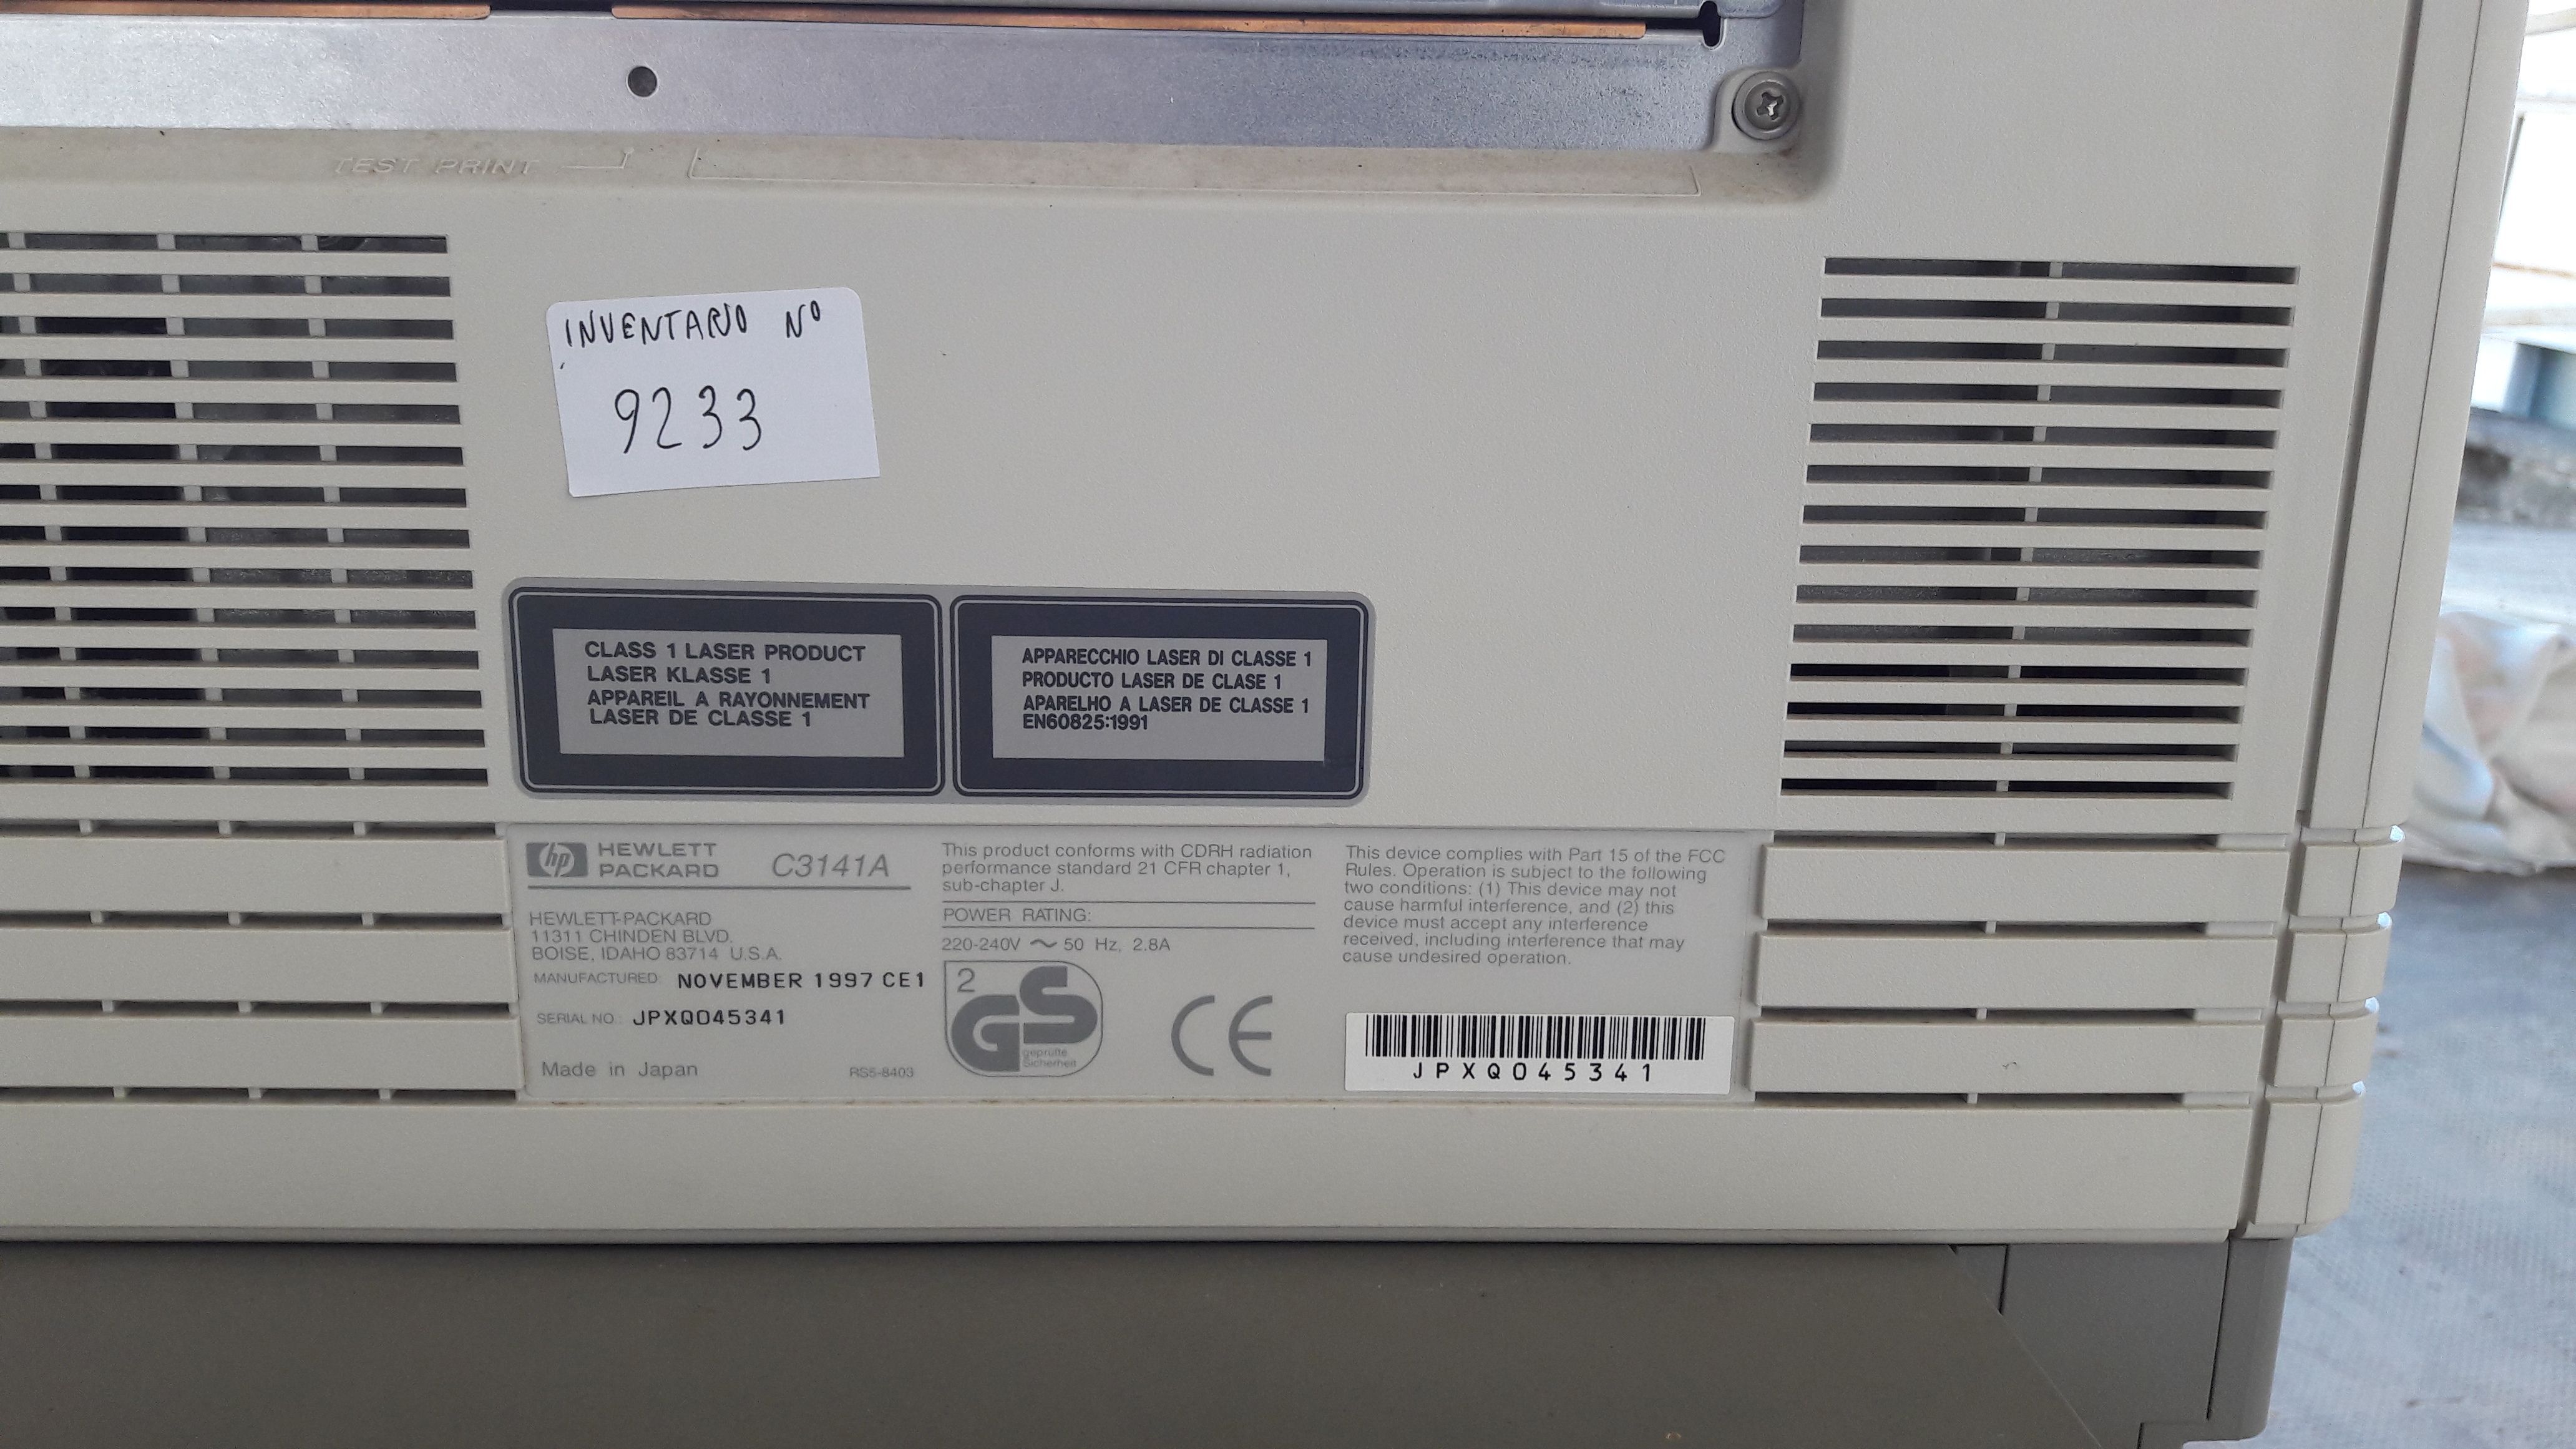 TEST PRINT
INVENTARIO Nº
9233
CLASS 1 LASER PRODUCT
LASER KLASSE 1
APPAREIL A RAYONNEMENT
LASER DE CLASSE 1
APPARECCHIO LASER DI CLASSE 1
PRODUCTO LASER DE CLASE 1
APARELHO A LASER DE CLASSE 1
EN60825:1991
hp HEWLETT
PACKARD
C3141A
HEWLETT-PACKARD
11311 CHINDEN BLVD.
BOISE, IDAHO 83714 U.S.A.
MANUFACTURED: NOVEMBER 1997 CE1
SERIAL NO.: JPXQ045341
Made in Japan
RS5-8403
This product conforms with CDRH radiation
performance standard 21 CFR chapter 1,
sub-chapter J.
POWER RATING:
220-240V ~ 50 Hz, 2.8A
2
GS
geprüfte
Sicherheit
CE
This device complies with Part 15 of the FCC
Rules. Operation is subject to the following
two conditions: (1) This device may not
cause harmful interference, and (2) this
device must accept any interference
received, including interference that may
cause undesired operation.
JPXQ045341